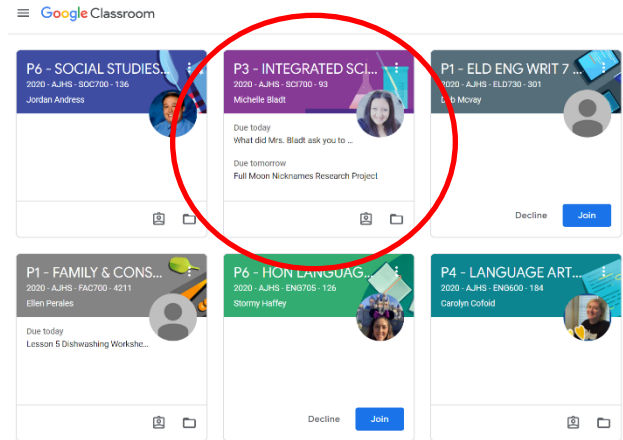 Google Classroom
P6 - SOCIAL STUDIES...
2020 - AJHS - SOC700 - 136
Jordan Andress
P3 - INTEGRATED SCI...
2020 - AJHS - SCI700 - 93
Michelle Bladt
Due today
What did Mrs. Bladt ask you to ...
Due tomorrow
Full Moon Nicknames Research Project
P1 - ELD ENG WRIT 7 ...
2020 - AJHS - ELD730 - 301
Deb Mcvay
Decline
Join
P1 - FAMILY & CONS...
2020 - AJHS - FAC700 - 4211
Ellen Perales
Due today
Lesson 5 Dishwashing Workshe...
P6 - HON LANGUAG...
2020 - AJHS - ENG705 - 126
Stormy Haffey
Decline
Join
P4 - LANGUAGE ART...
2020 - AJHS - ENG600 - 184
Carolyn Cofoid